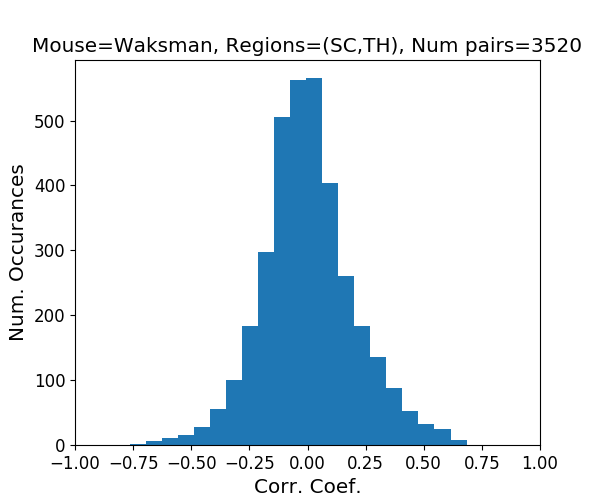 Mouse=Waksman, Regions=(SC,TH), Num pairs=3520
Num. Occurances
500
400
300
200
100
0
−1.00 −0.75 −0.50 −0.25 0.00 0.25 0.50 0.75 1.00
Corr. Coef.